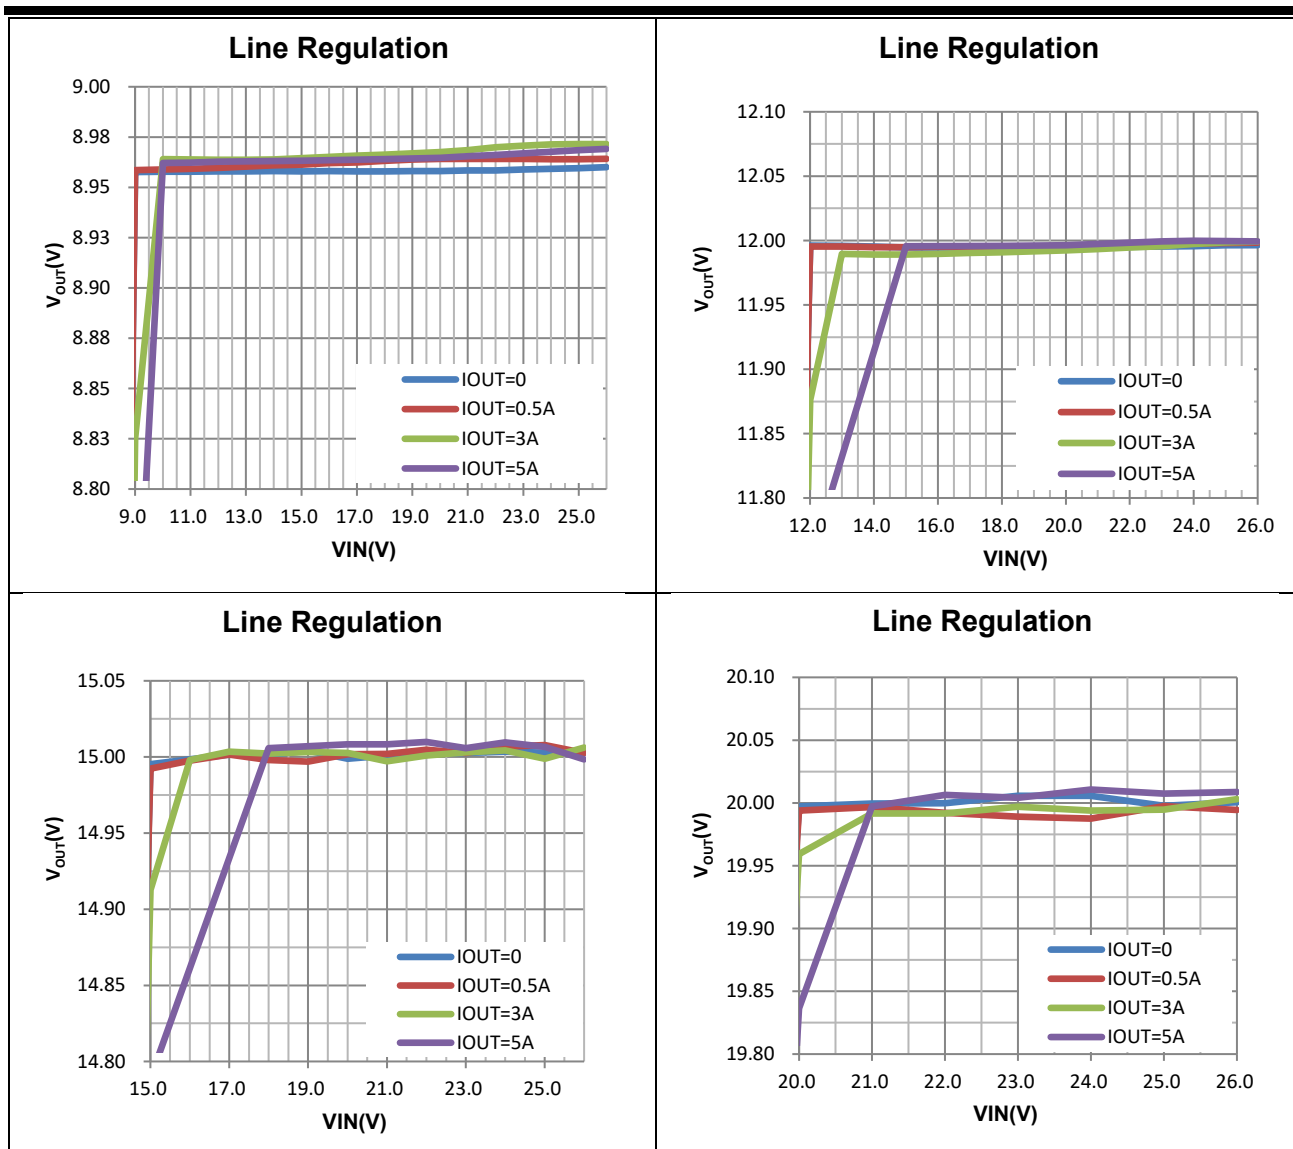 Line Regulation
9.00
8.98
8.95
8.93
8.90
8.88
8.85
8.83
8.80
VOUT(V)
IOUT=0
IOUT=0.5A
IOUT=3A
IOUT=5A
9.0 11.0 13.0 15.0 17.0 19.0 21.0 23.0 25.0
VIN(V)
Line Regulation
12.10
12.05
12.00
11.95
11.90
11.85
11.80
VOUT(V)
IOUT=0
IOUT=0.5A
IOUT=3A
IOUT=5A
12.0 14.0 16.0 18.0 20.0 22.0 24.0 26.0
VIN(V)
Line Regulation
15.05
15.00
14.95
14.90
14.85
14.80
VOUT(V)
IOUT=0
IOUT=0.5A
IOUT=3A
IOUT=5A
15.0 17.0 19.0 21.0 23.0 25.0
VIN(V)
Line Regulation
20.10
20.05
20.00
19.95
19.90
19.85
19.80
VOUT(V)
IOUT=0
IOUT=0.5A
IOUT=3A
IOUT=5A
20.0 21.0 22.0 23.0 24.0 25.0 26.0
VIN(V)